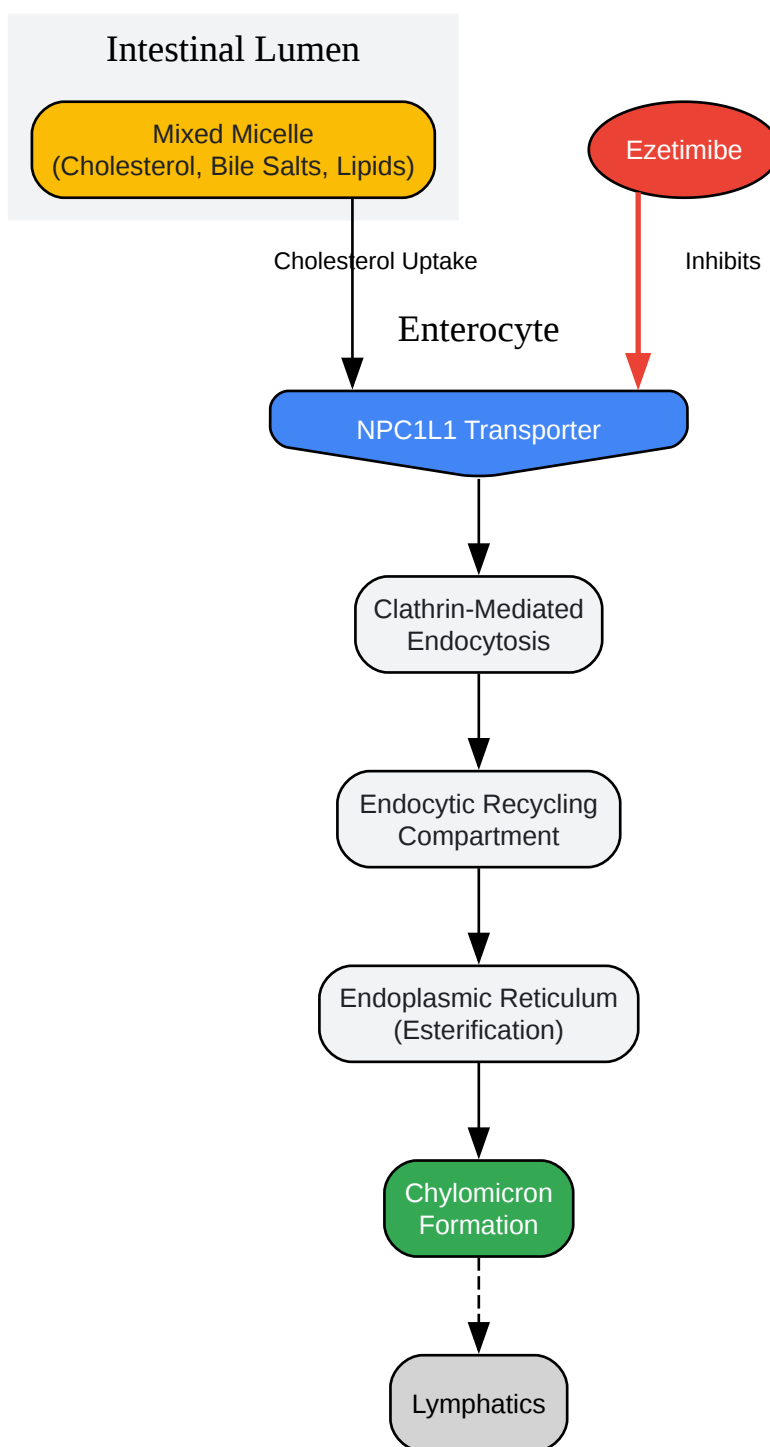 Intestinal Lumen
Mixed Micelle
(Cholesterol, Bile Salts, Lipids)
Ezetimibe
Cholesterol Uptake
Inhibits
Enterocyte
NPC1L1 Transporter
Clathrin-Mediated
Endocytosis
Endocytic Recycling
Compartment
Endoplasmic Reticulum
(Esterification)
Chylomicron
Formation
Lymphatics